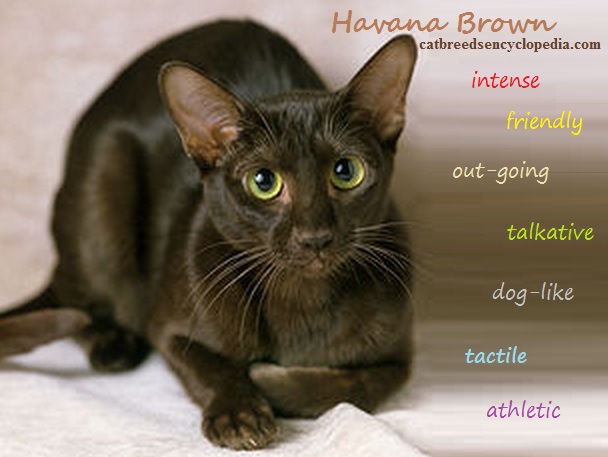 Havana Brown
catbreedsencyclopedia.com
intense
friendly
out-going
talkative
dog-like
tactile
athletic